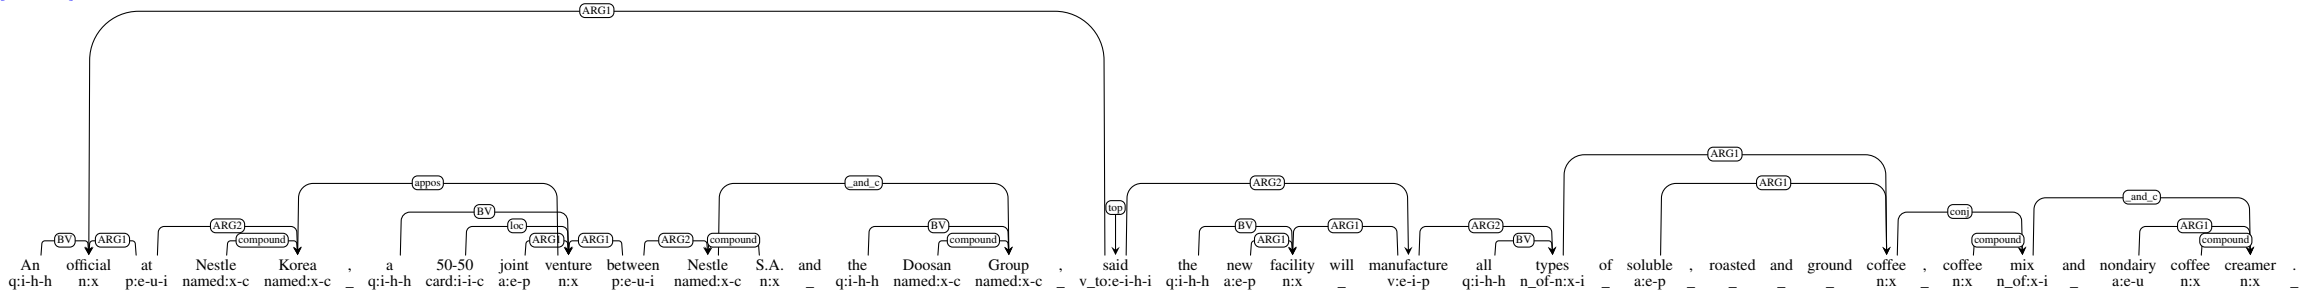 ARG1
ARG1
appos _and_c ARG2 ARG1
BV top conj _and_c
ARG2 loc BV BV ARG1 ARG2 ARG1
BV ARG1 compound ARG1 ARG1 ARG2 compound compound ARG1 BV compound compound
An official at Nestle Korea , a 50-50 joint venture between Nestle S.A. and the Doosan Group , said the new facility will manufacture all types of soluble , roasted and ground coffee , coffee mix and nondairy coffee creamer .
q:i-h-h n:x p:e-u-i named:x-c named:x-c _ q:i-h-h card:i-i-c a:e-p n:x p:e-u-i named:x-c n:x _ q:i-h-h named:x-c named:x-c _ v_to:e-i-h-i q:i-h-h a:e-p n:x _ v:e-i-p q:i-h-h n_of-n:x-i _ a:e-p _ _ _ _ n:x _ n:x n_of:x-i _ a:e-u n:x n:x _